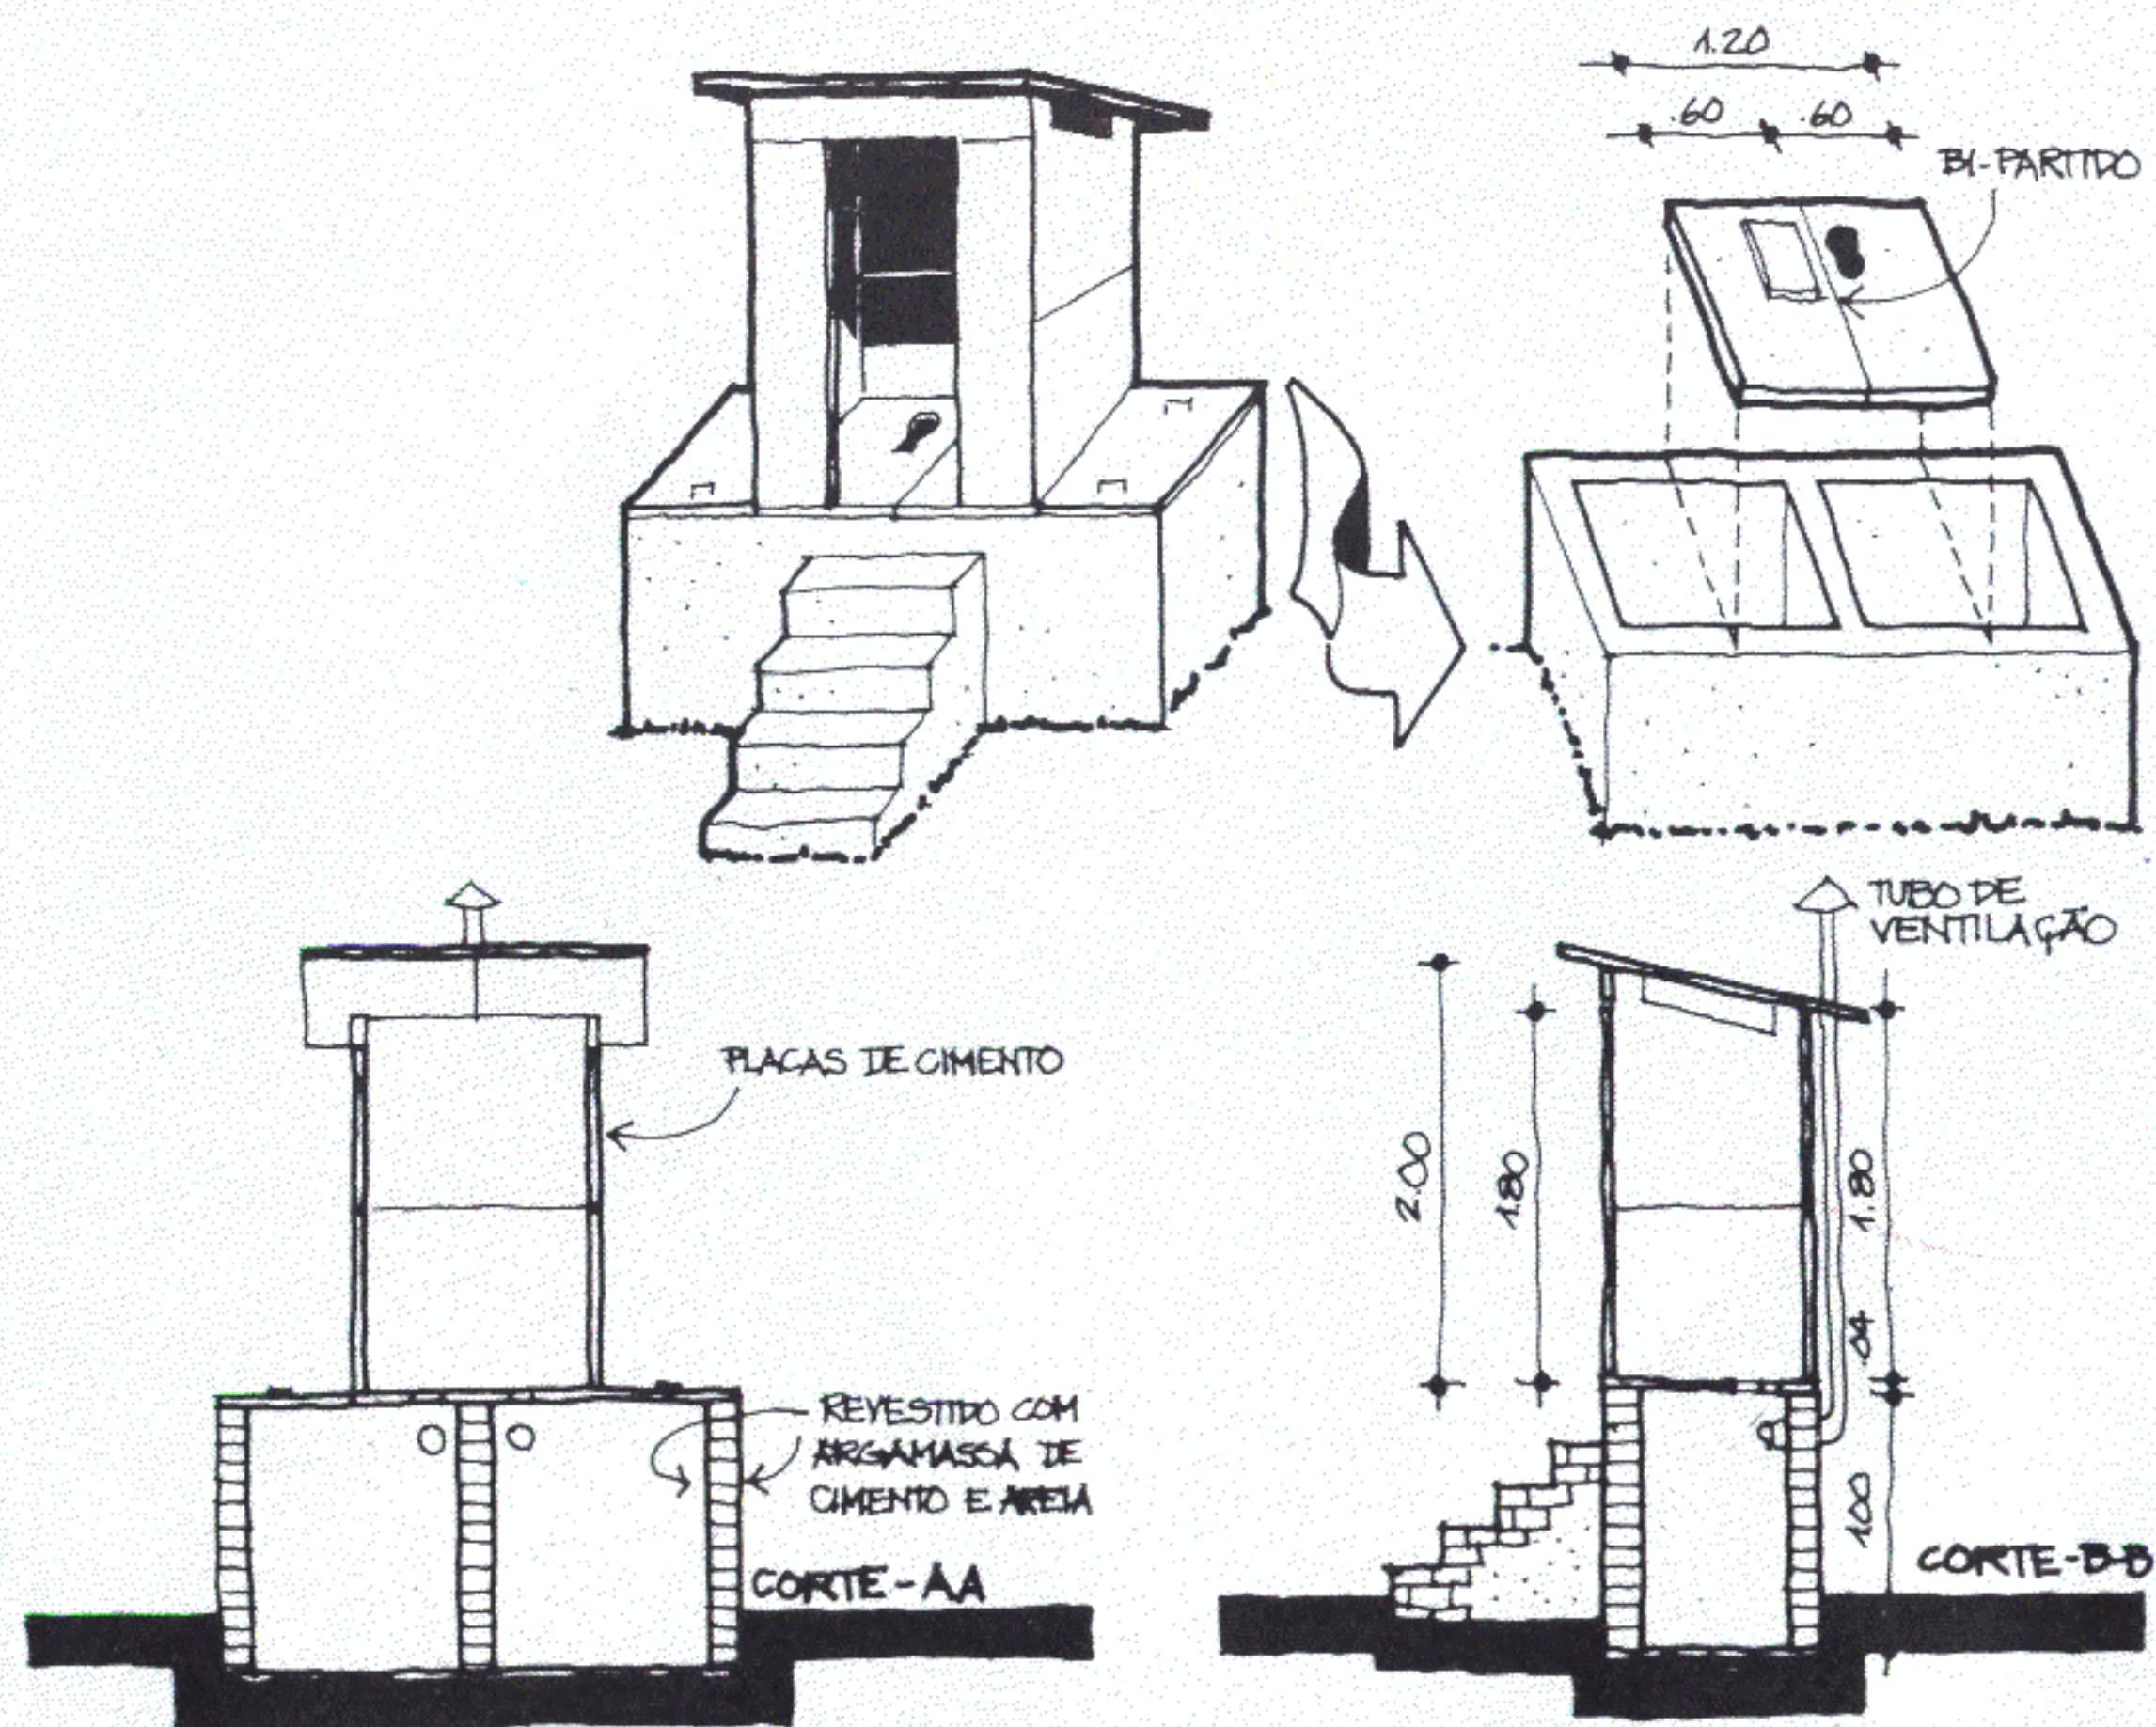 1.20
.60 .60
BI-PARTIDO
TUBO DE
VENTILAÇÃO
PLACAS DE CIMENTO
2.00
1.80
1.80
.04
1.00
REVESTIDO COM
ARGAMASSA DE
CIMENTO E AREIA
CORTE-AA
CORTE-B-B